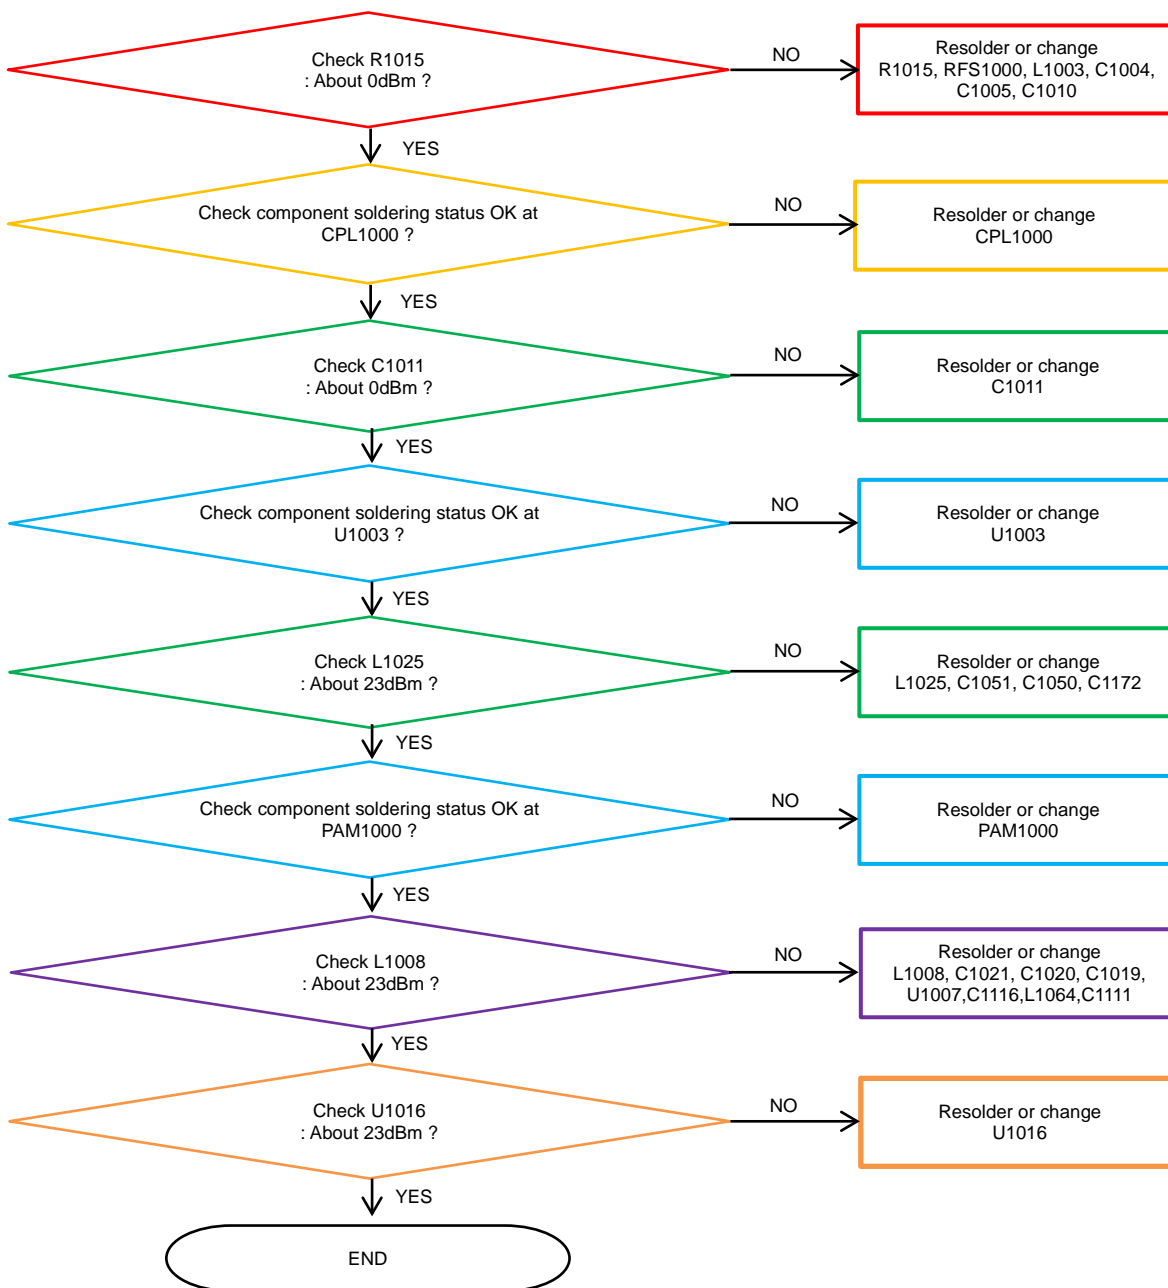 Check R1015
: About 0dBm ?
NO
Resolder or change
R1015, RFS1000, L1003, C1004,
C1005, C1010
YES
Check component soldering status OK at
CPL1000 ?
NO
Resolder or change
CPL1000
YES
Check C1011
: About 0dBm ?
NO
Resolder or change
C1011
YES
Check component soldering status OK at
U1003 ?
NO
Resolder or change
U1003
YES
Check L1025
: About 23dBm ?
NO
Resolder or change
L1025, C1051, C1050, C1172
YES
Check component soldering status OK at
PAM1000 ?
NO
Resolder or change
PAM1000
YES
Check L1008
: About 23dBm ?
NO
Resolder or change
L1008, C1021, C1020, C1019,
U1007,C1116,L1064,C1111
YES
Check U1016
: About 23dBm ?
NO
Resolder or change
U1016
YES
END